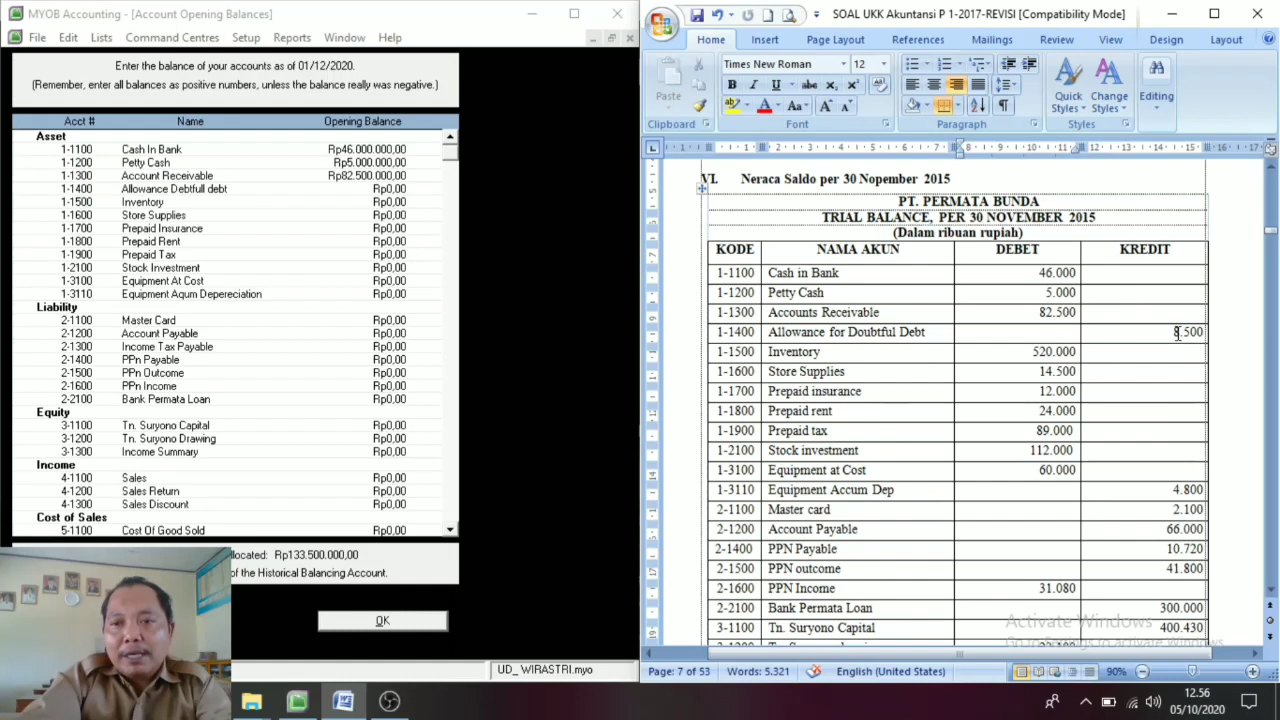 MYOB Accounting - [Account Opening Balances]
File Edit Lists Command Centres Setup Reports Window Help
Enter the balance of your accounts as of 01/12/2020.
(Remember, enter all balances as positive numbers, unless the balance really was negative.)
Acct # Name Opening Balance
Asset
1-1100 Cash In Bank Rp46.000.000,00
1-1200 Petty Cash Rp5.000.000,00
1-1300 Account Receivable Rp82.500.000,00
1-1400 Allowance Debtfull debt Rp0,00
1-1500 Inventory Rp0,00
1-1600 Store Supplies Rp0,00
1-1700 Prepaid Insurance Rp0,00
1-1800 Prepaid Rent Rp0,00
1-1900 Prepaid Tax Rp0,00
1-2100 Stock Investment Rp0,00
1-3100 Equipment At Cost Rp0,00
1-3110 Equipment Aqum Depereciation Rp0,00
Liability
2-1100 Master Card Rp0,00
2-1200 Account Payable Rp0,00
2-1300 Income Tax Payable Rp0,00
2-1400 PPn Payable Rp0,00
2-1500 PPn Outcome Rp0,00
2-1600 PPn Income Rp0,00
2-2100 Bank Permata Loan Rp0,00
Equity
3-1100 Tn. Suryono Capital Rp0,00
3-1200 Tn. Suryono Drawing Rp0,00
3-1300 Income Summary Rp0,00
Income
4-1100 Sales Rp0,00
4-1200 Sales Return Rp0,00
4-1300 Sales Discount Rp0,00
Cost of Sales
5-1100 Cost Of Good Sold Rp0,00
located: Rp133.500.000,00
of the Historical Balancing Account.
OK
UD_ WIRASTRI.myo
SOAL UKK Akuntansi P 1-2017-REVISI [Compatibility Mode]
Home Insert Page Layout References Mailings Review View Design Layout
Times New Roman 12
Paste
Quick Styles
Change Styles
Editing
Clipboard Font Paragraph Styles
VI. Neraca Saldo per 30 Nopember 2015
PT. PERMATA BUNDA
TRIAL BALANCE, PER 30 NOVEMBER 2015
(Dalam ribuan rupiah)
KODE NAMA AKUN DEBET KREDIT
1-1100 Cash in Bank 46.000
1-1200 Petty Cash 5.000
1-1300 Accounts Receivable 82.500
1-1400 Allowance for Doubtful Debt 8.500
1-1500 Inventory 520.000
1-1600 Store Supplies 14.500
1-1700 Prepaid insurance 12.000
1-1800 Prepaid rent 24.000
1-1900 Prepaid tax 89.000
1-2100 Stock investment 112.000
1-3100 Equipment at Cost 60.000
1-3110 Equipment Accum Dep 4.800
2-1100 Master card 2.100
2-1200 Account Payable 66.000
2-1400 PPN Payable 10.720
2-1500 PPN outcome 41.800
2-1600 PPN Income 31.080
2-2100 Bank Permata Loan 300.000
3-1100 Tn. Suryono Capital 400.430
Activate Windows
Go to Settings to activate Windows.
Page: 7 of 53 Words: 5.321 English (United States) 90%
12.56
05/10/2020